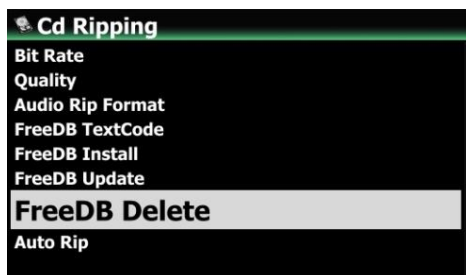 Cd Ripping
Bit Rate
Quality
Audio Rip Format
FreeDB TextCode
FreeDB Install
FreeDB Update
FreeDB Delete
Auto Rip